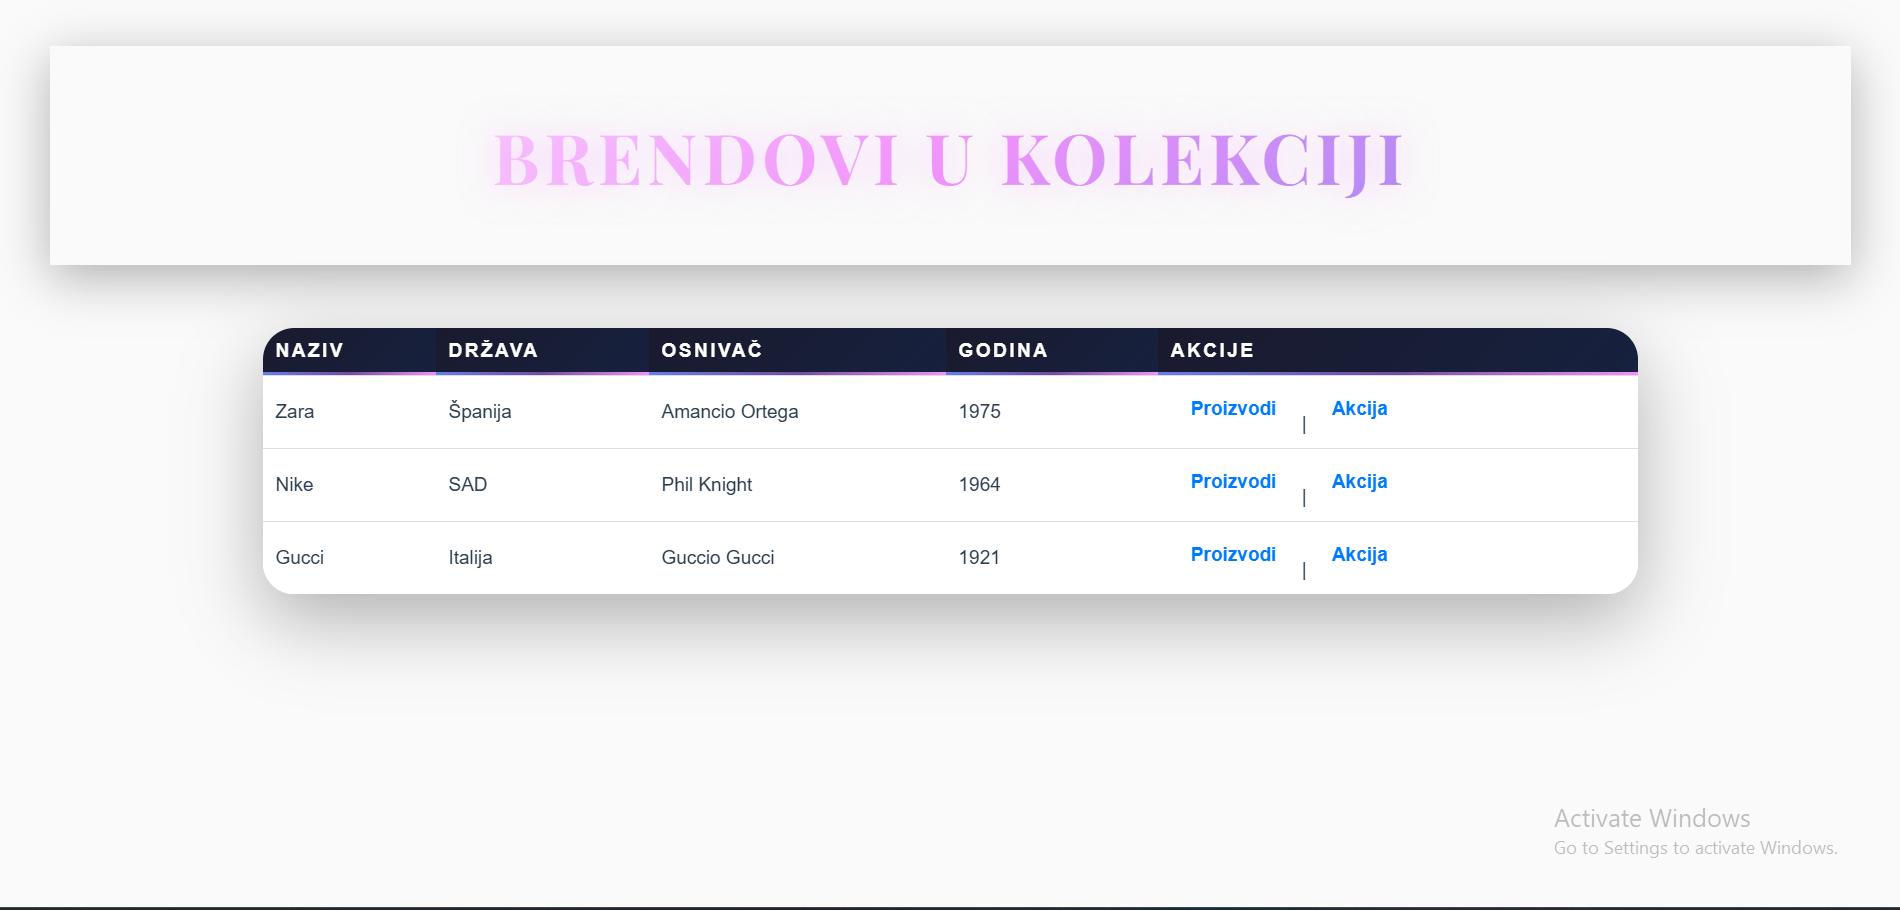 BRENDOVI U KOLEKCIJI
NAZIV DRŽAVA OSNIVAČ GODINA AKCIJE
Zara Španija Amancio Ortega 1975 Proizvodi | Akcija
Nike SAD Phil Knight 1964 Proizvodi | Akcija
Gucci Italija Guccio Gucci 1921 Proizvodi | Akcija
Activate Windows
Go to Settings to activate Windows.